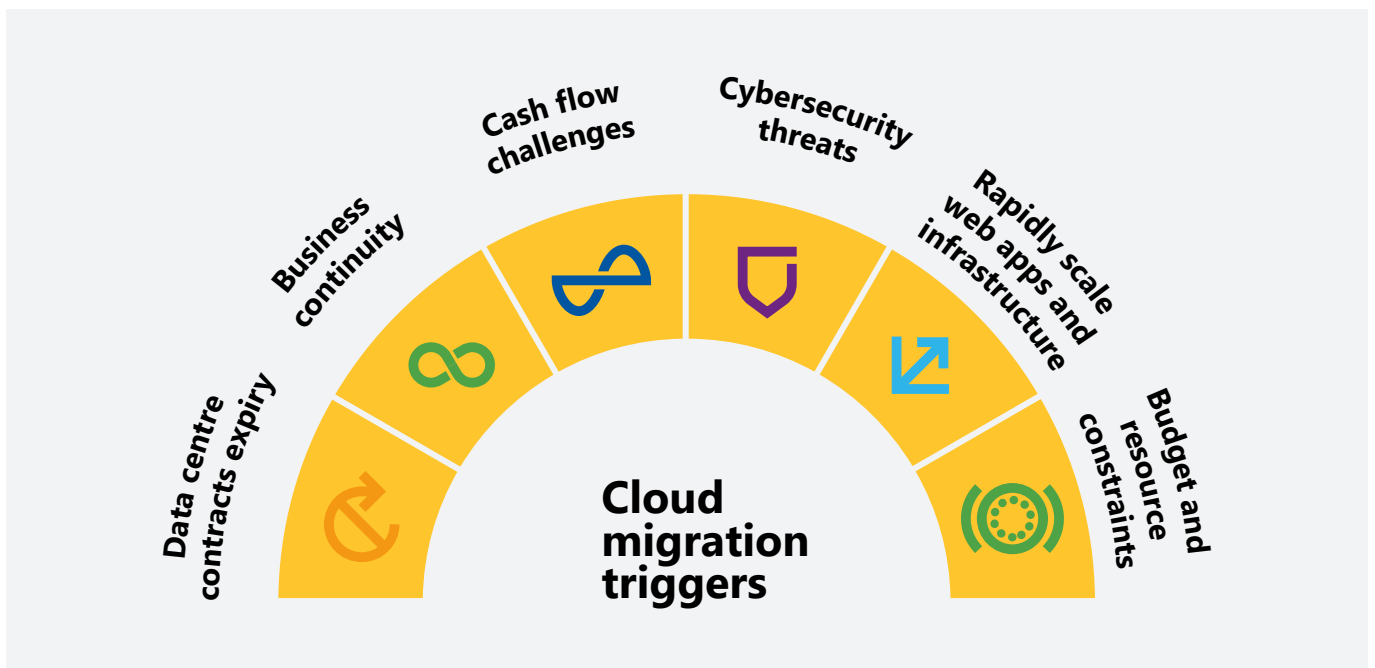 Data centre
contracts expiry
Business
continuity
Cash flow
challenges
Cybersecurity
threats
Rapidly scale
web apps and
infrastructure
Budget and
resource
constraints
Cloud
migration
triggers